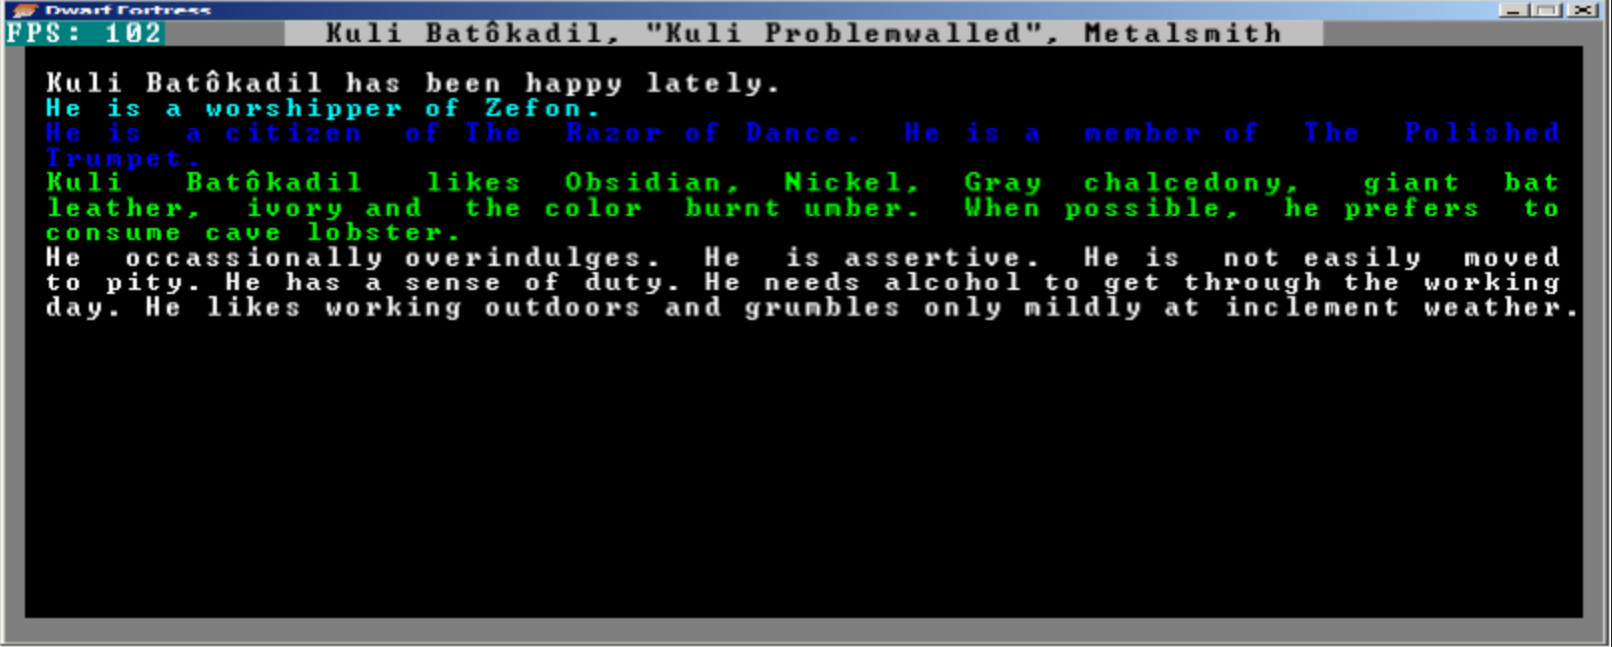 Dwarf Fortress
FPS: 102 Kuli Batôkadil, "Kuli Problemwalled", Metalsmith
Kuli Batôkadil has been happy lately.
He is a worshipper of Zefon.
He is a citizen of The Razor of Dance. He is a member of The Polished
Trumpet.
Kuli Batôkadil likes Obsidian, Nickel, Gray chalcedony, giant bat
leather, ivory and the color burnt umber. When possible, he prefers to
consume cave lobster.
He occassionally overindulges. He is assertive. He is not easily moved
to pity. He has a sense of duty. He needs alcohol to get through the working
day. He likes working outdoors and grumbles only mildly at inclement weather.